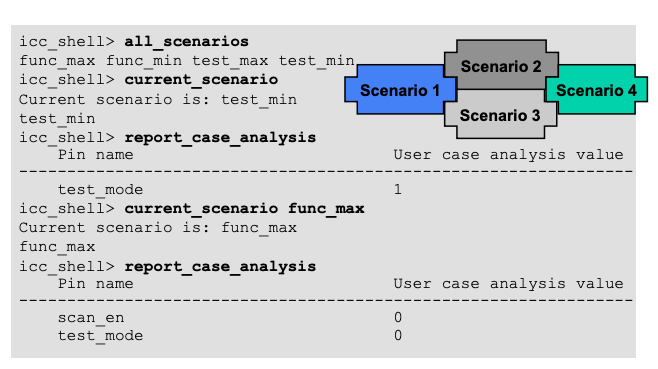 icc_shell> all_scenarios
func_max func_min test_max test_min
icc_shell> current_scenario
Current scenario is: test_min
test_min
icc_shell> report_case_analysis
Pin name User case analysis value
--------------------------------------------------------------
test_mode 1
icc_shell> current_scenario func_max
Current scenario is: func_max
func_max
icc_shell> report_case_analysis
Pin name User case analysis value
--------------------------------------------------------------
scan_en 0
test_mode 0
Scenario 1
Scenario 2
Scenario 3
Scenario 4